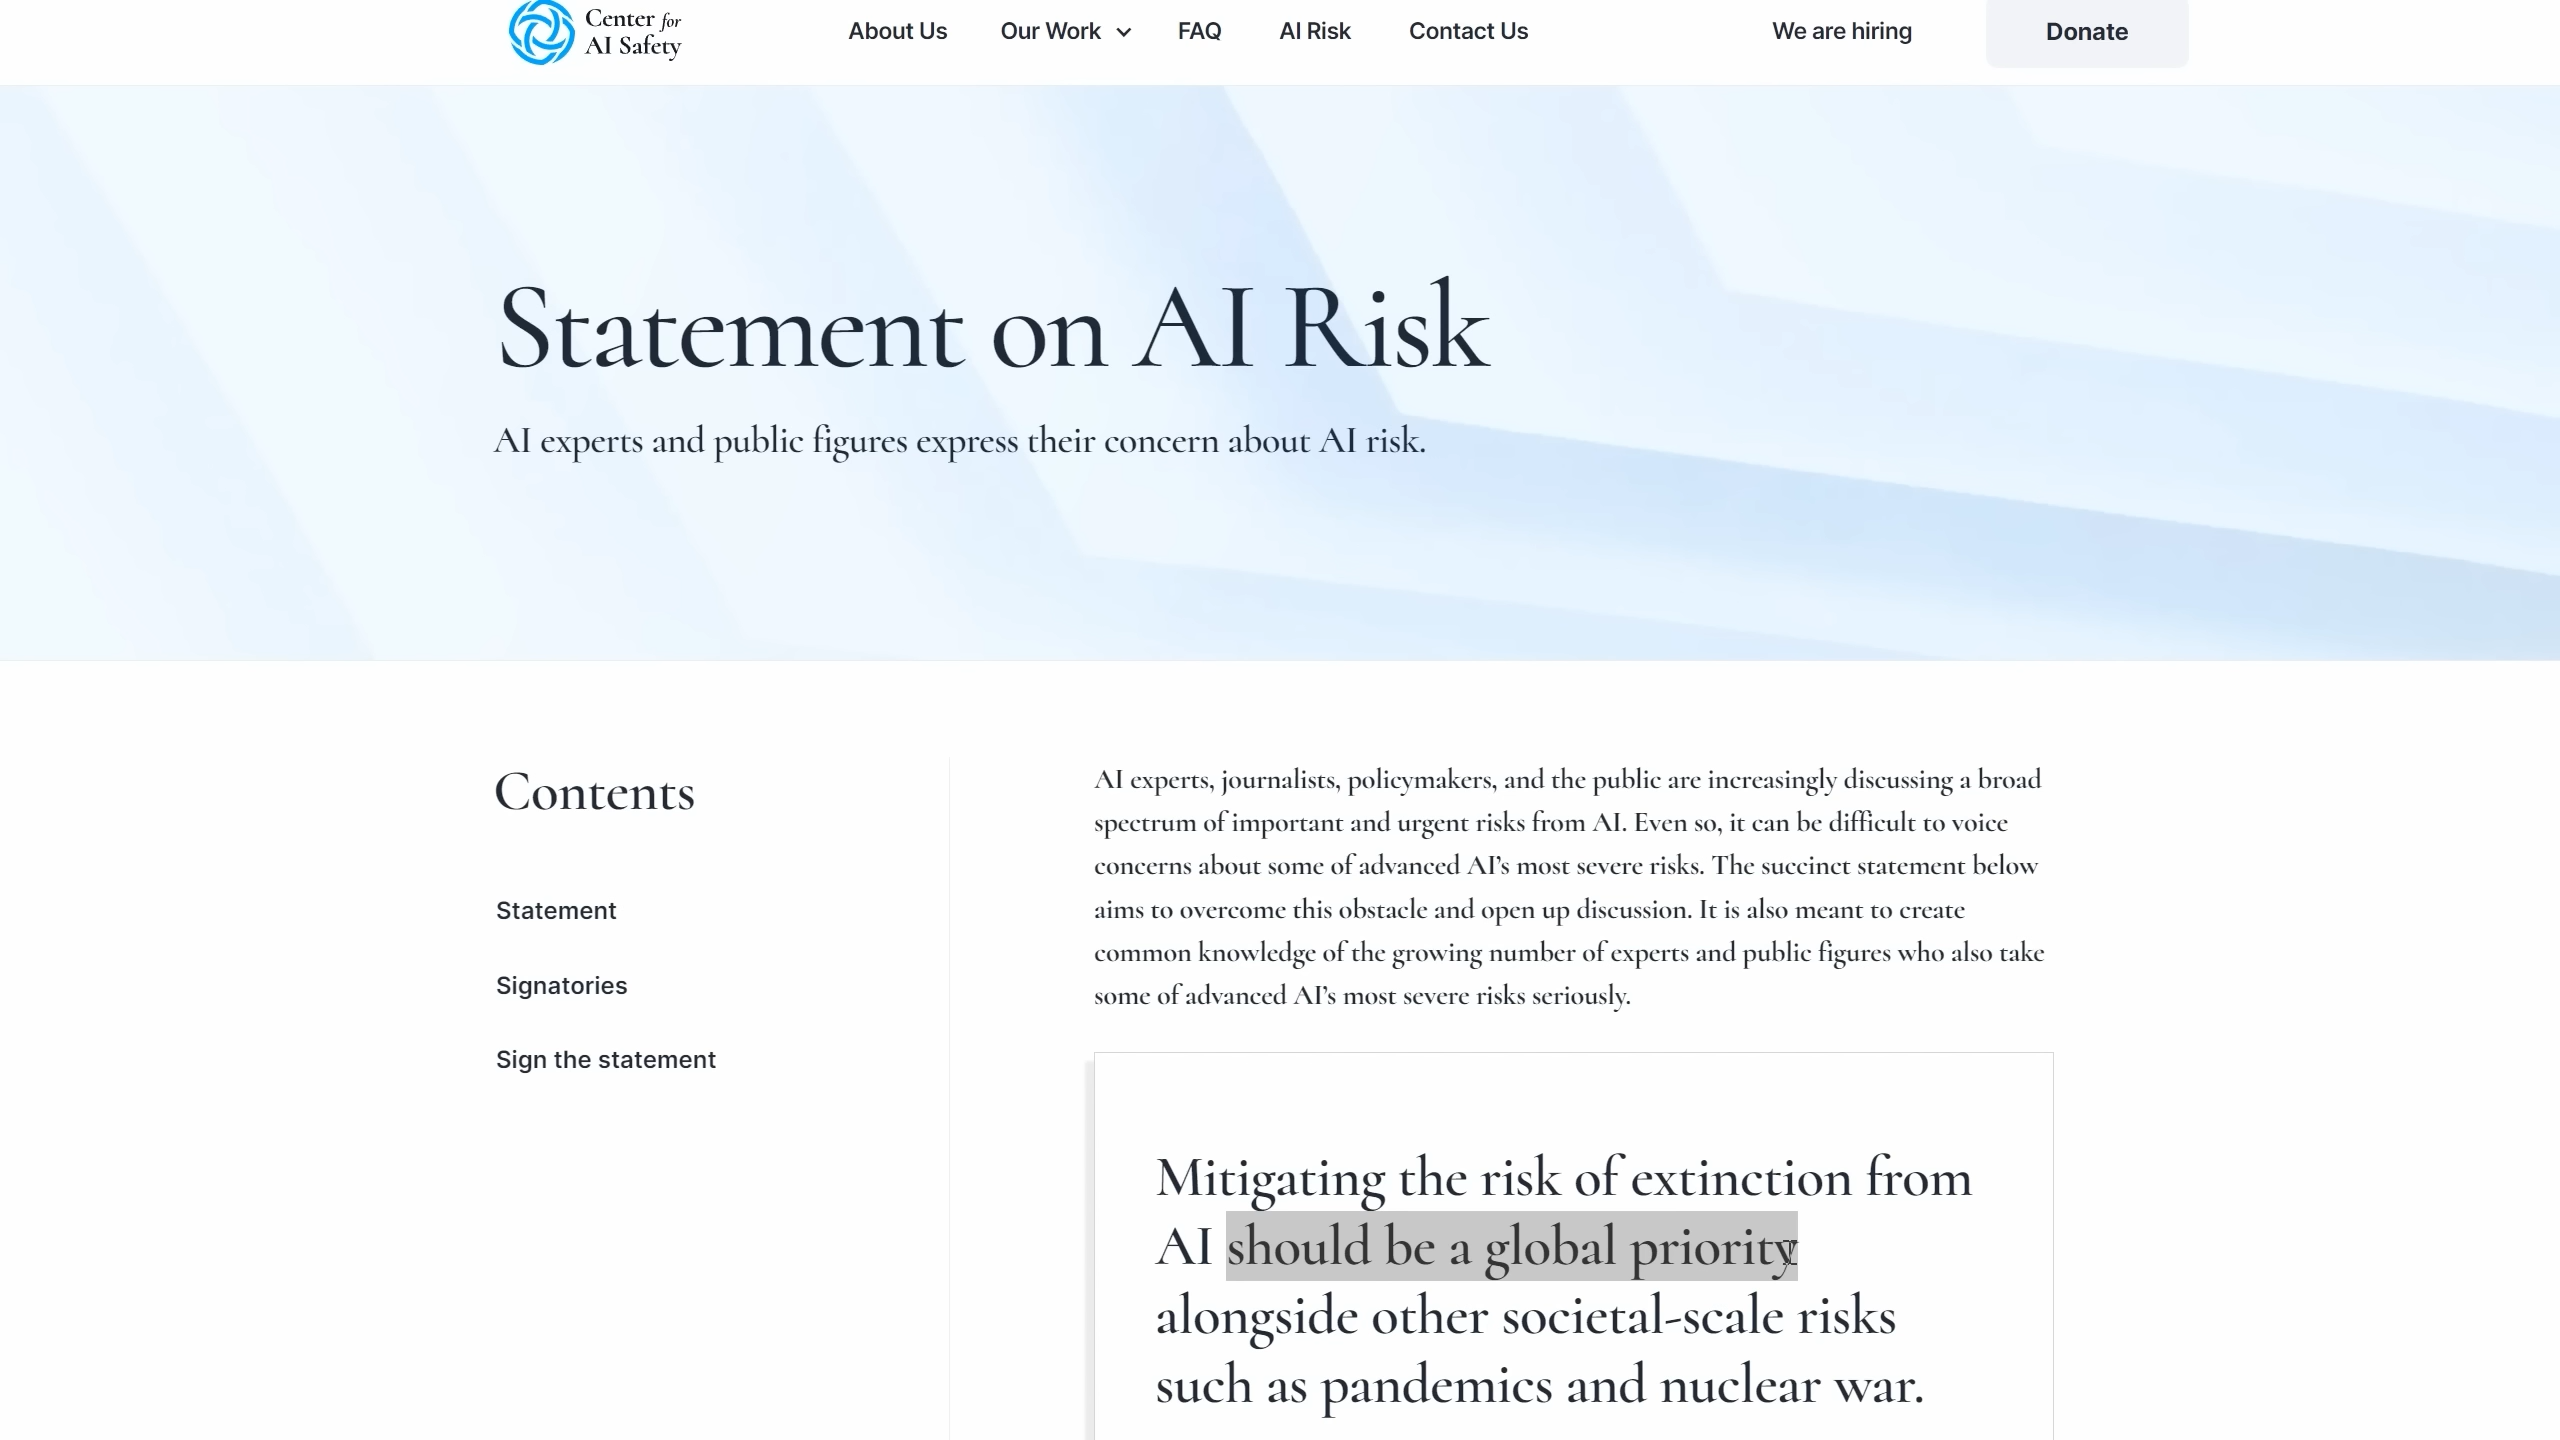 Center for
AI Safety
About Us
Our Work
FAQ
AI Risk
Contact Us
We are hiring
Donate
Statement on AI Risk
AI experts and public figures express their concern about AI risk.
Contents
Statement
Signatories
Sign the statement
AI experts, journalists, policymakers, and the public are increasingly discussing a broad
spectrum of important and urgent risks from AI. Even so, it can be difficult to voice
concerns about some of advanced AI’s most severe risks. The succinct statement below
aims to overcome this obstacle and open up discussion. It is also meant to create
common knowledge of the growing number of experts and public figures who also take
some of advanced AI’s most severe risks seriously.
Mitigating the risk of extinction from
AI should be a global priority
alongside other societal-scale risks
such as pandemics and nuclear war.